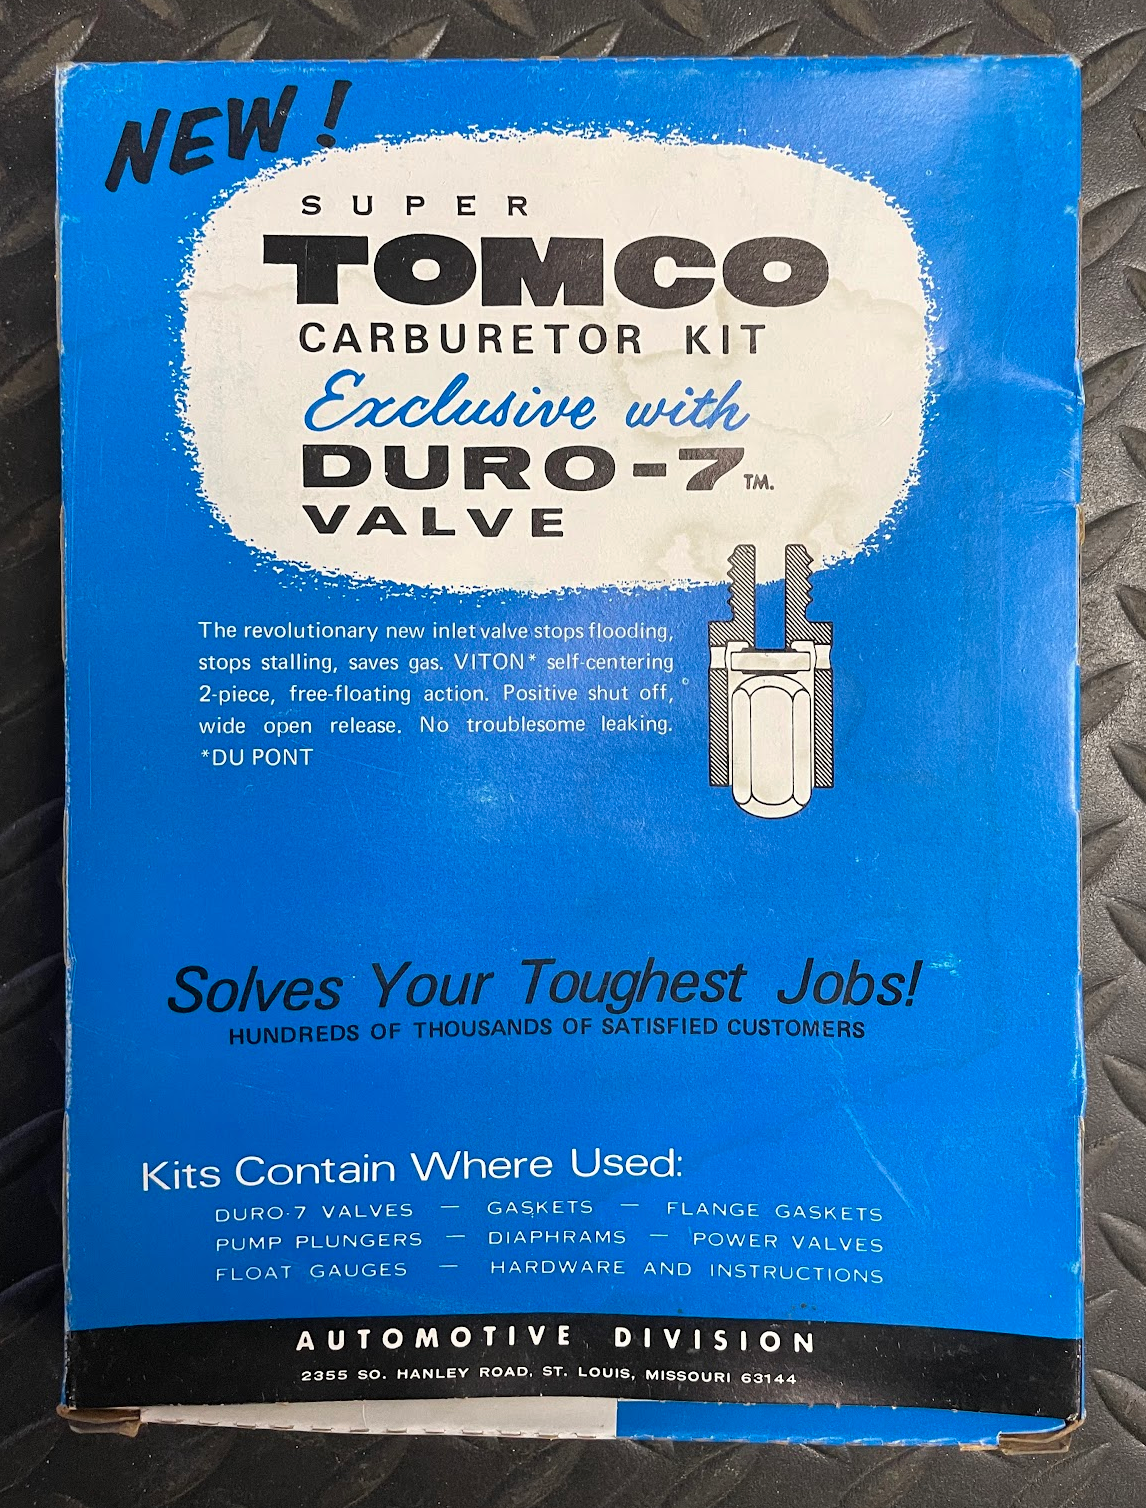 NEW!
SUPER
TOMCO
CARBURETOR KIT
Exclusive with
DURO-7 TM.
VALVE
The revolutionary new inlet valve stops flooding,
stops stalling, saves gas. VITON* self-centering
2-piece, free-floating action. Positive shut off,
wide open release. No troublesome leaking.
*DU PONT
Solves Your Toughest Jobs!
HUNDREDS OF THOUSANDS OF SATISFIED CUSTOMERS
Kits Contain Where Used:
DURO-7 VALVES — GASKETS — FLANGE GASKETS
PUMP PLUNGERS — DIAPHRAMS — POWER VALVES
FLOAT GAUGES — HARDWARE AND INSTRUCTIONS
AUTOMOTIVE DIVISION
2355 SO. HANLEY ROAD, ST. LOUIS, MISSOURI 63144